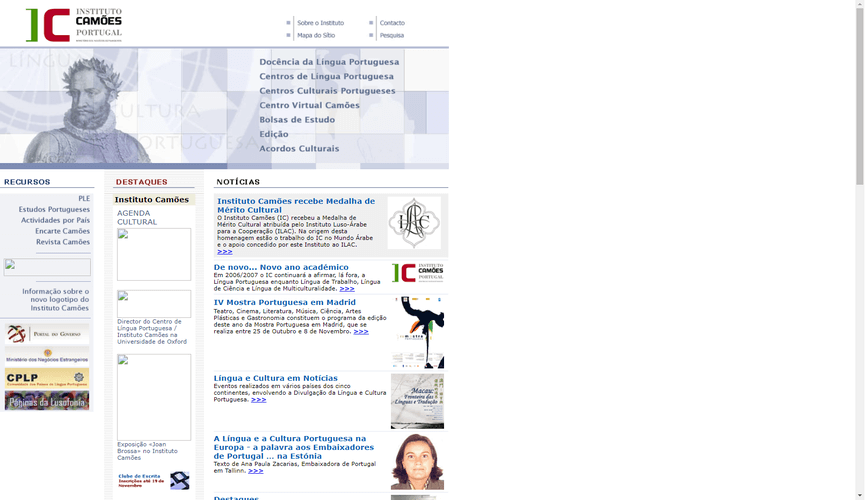 INSTITUTO
CAMÕES
PORTUGAL
Sobre o Instituto
Contacto
Mapa do Sítio
Pesquisa
LÍNGUA
CULTURA
PORTUGUESA
Docência da Língua Portuguesa
Centros de Língua Portuguesa
Centros Culturais Portugueses
Centro Virtual Camões
Bolsas de Estudo
Edição
Acordos Culturais
RECURSOS
PLE
Estudos Portugueses
Actividades por País
Encarte Camões
Revista Camões
Informação sobre o
novo logotipo do
Instituto Camões
PORTAL DO GOVERNO
Ministério dos Negócios Estrangeiros
CPLP
Comunidade dos Países de Língua Portuguesa
Páginas da Lusofonia
DESTAQUES
Instituto Camões
AGENDA
CULTURAL
Director do Centro de
Língua Portuguesa /
Instituto Camões na
Universidade de Oxford
Exposição «Joan
Brossa» no Instituto
Camões
Clube de Escrita
Inscrições até 15 de
Novembro
NOTÍCIAS
Instituto Camões recebe Medalha de
Mérito Cultural
O Instituto Camões (IC) recebeu a Medalha de
Mérito Cultural atribuída pelo Instituto Luso-Árabe
para a Cooperação (ILAC). Na origem desta
homenagem estão o trabalho do IC no Mundo Árabe
e o apoio concedido por este Instituto ao ILAC.
>>>
De novo... Novo ano académico
Em 2006/2007 o IC continuará a afirmar, lá fora, a
Língua Portuguesa enquanto Língua de Trabalho, Língua
de Ciência e Língua de Multiculturalidade. >>>
INSTITUTO
CAMÕES
PORTUGAL
IV Mostra Portuguesa em Madrid
Teatro, Cinema, Literatura, Música, Ciência, Artes
Plásticas e Gastronomia constituem o programa da edição
deste ano da Mostra Portuguesa em Madrid, que se
realiza entre 25 de Outubro e 8 de Novembro. >>>
mostra
Língua e Cultura em Notícias
Eventos realizados em vários países dos cinco
continentes, envolvendo a Divulgação da Língua e Cultura
Portuguesa. >>>
Macau:
Fronteira das
Línguas e Culturas
A Língua e a Cultura Portuguesa na
Europa - a palavra aos Embaixadores
de Portugal ... na Estónia
Texto de Ana Paula Zacarias, Embaixadora de Portugal
em Tallinn. >>>
Destaques